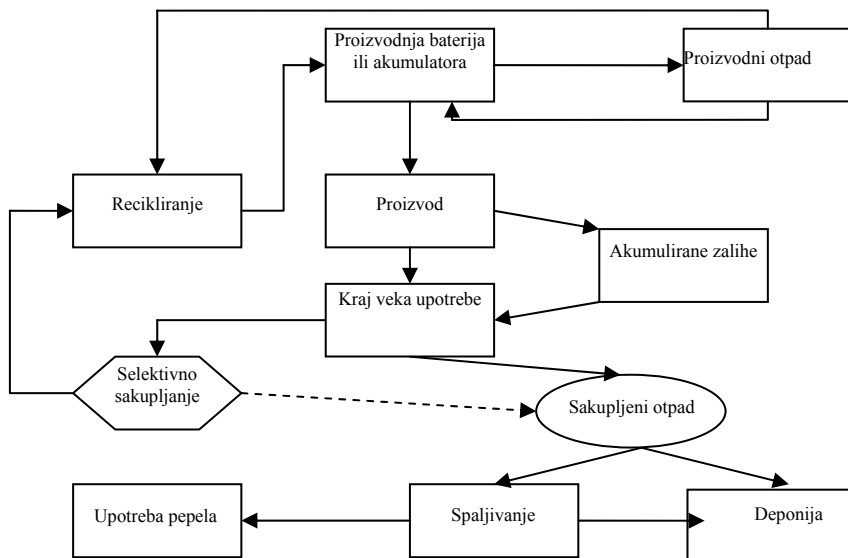 Proizvodnja baterija
ili akumulatora
Proizvodni otpad
Recikliranje
Proizvod
Akumulirane zalihe
Kraj veka upotrebe
Selektivno
sakupljanje
Sakupljeni otpad
Upotreba pepela
Spaljivanje
Deponija